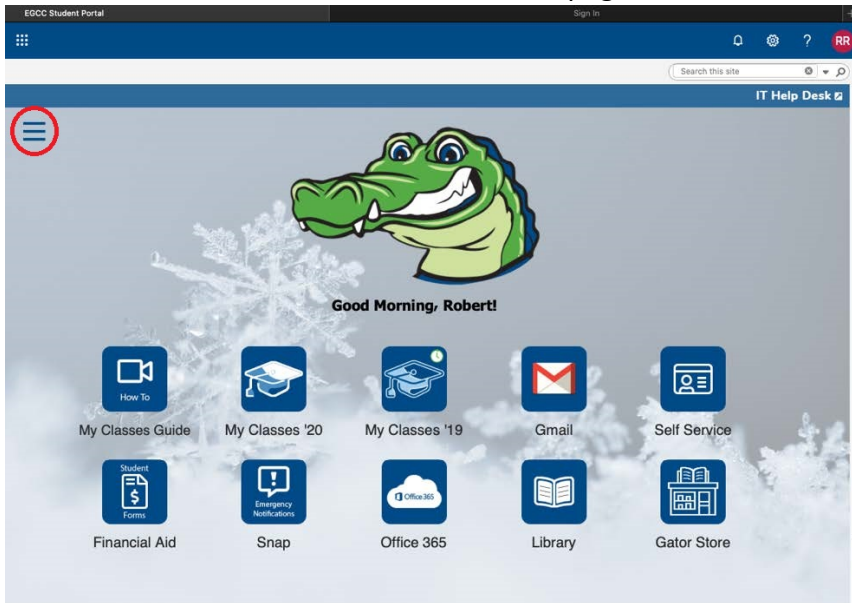 EGCC Student Portal Sign In
? RR
Search this site
IT Help Desk
Good Morning, Robert!
How To
My Classes Guide My Classes '20 My Classes '19 Gmail Self Service
Student
Forms
Emergency
Notifications
Office 365
Financial Aid Snap Office 365 Library Gator Store